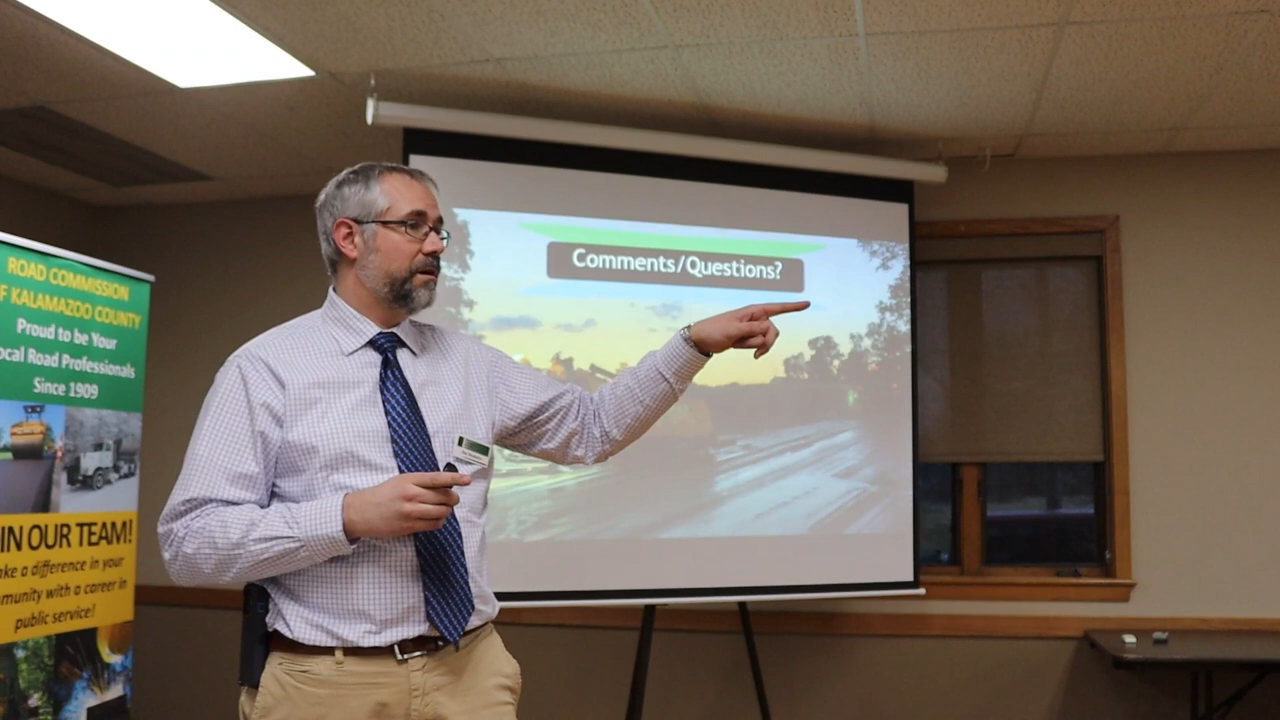 ROAD COMMISSION
F KALAMAZOO COUNTY
Proud to be Your
ocal Road Professionals
Since 1909
IN OUR TEAM!
ake a difference in your
munity with a career in
public service!
Comments/Questions?